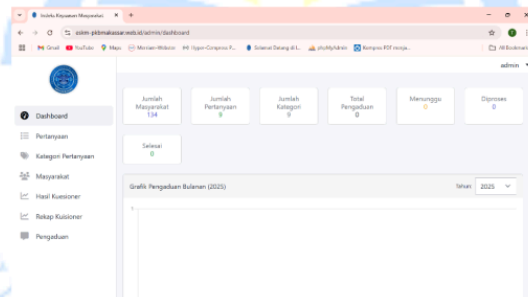 Indeks Kepuasan Masyarakat
eskm-pkbmakassar.web.id/admin/dashboard
Gmail YouTube Maps Merriam-Webster Hyper-Compress P... Selamat Datang di L... phpMyAdmin Kompres PDF menja... All Bookmarks
admin
Jumlah Masyarakat
134
Jumlah Pertanyaan
9
Jumlah Kategori
9
Total Pengaduan
0
Menunggu
0
Diproses
0
Selesai
0
Dashboard
Pertanyaan
Kategori Pertanyaan
Masyarakat
Hasil Kuesioner
Rekap Kuisioner
Pengaduan
Grafik Pengaduan Bulanan (2025)
Tahun: 2025